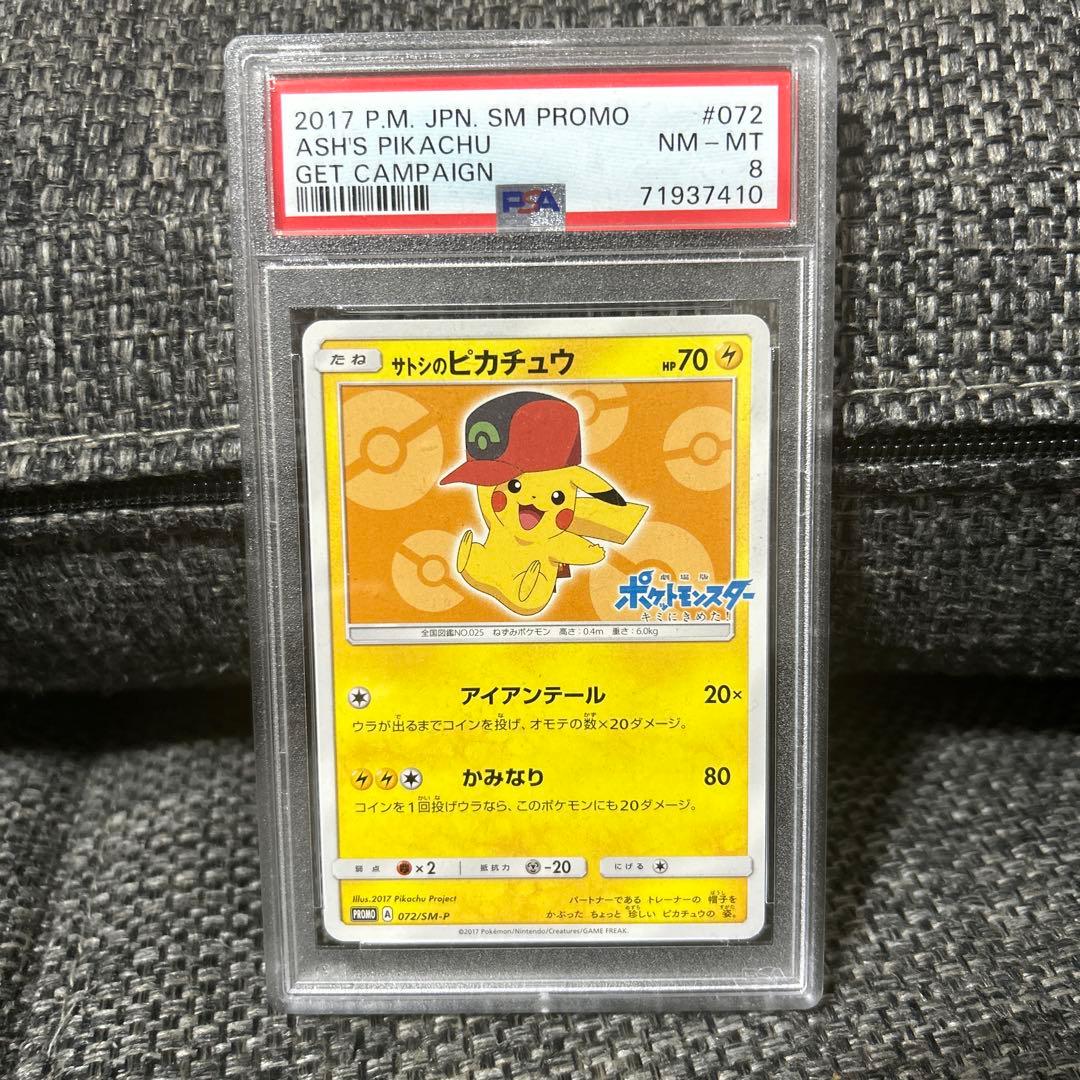 2017 P.M. JPN. SM PROMO #072
ASH'S PIKACHU NM-MT
GET CAMPAIGN 8
PSA 71937410
たね サトシのピカチュウ HP70
劇場版
ポケットモンスター
キミにきめた!
全国図鑑NO.025 ねずみポケモン 高さ:0.4m 重さ:6.0kg
アイアンテール 20×
ウラが出るまでコインを投げ、オモテの数×20ダメージ。
かみなり 80
コインを1回投げウラなら、このポケモンにも20ダメージ。
弱点 ×2 抵抗力 -20 にげる
Illus.2017 Pikachu Project
PROMO A 072/SM-P
パートナーである トレーナーの 帽子を
かぶった ちょっと 珍しい ピカチュウの 姿。
©2017 Pokémon/Nintendo/Creatures/GAME FREAK.